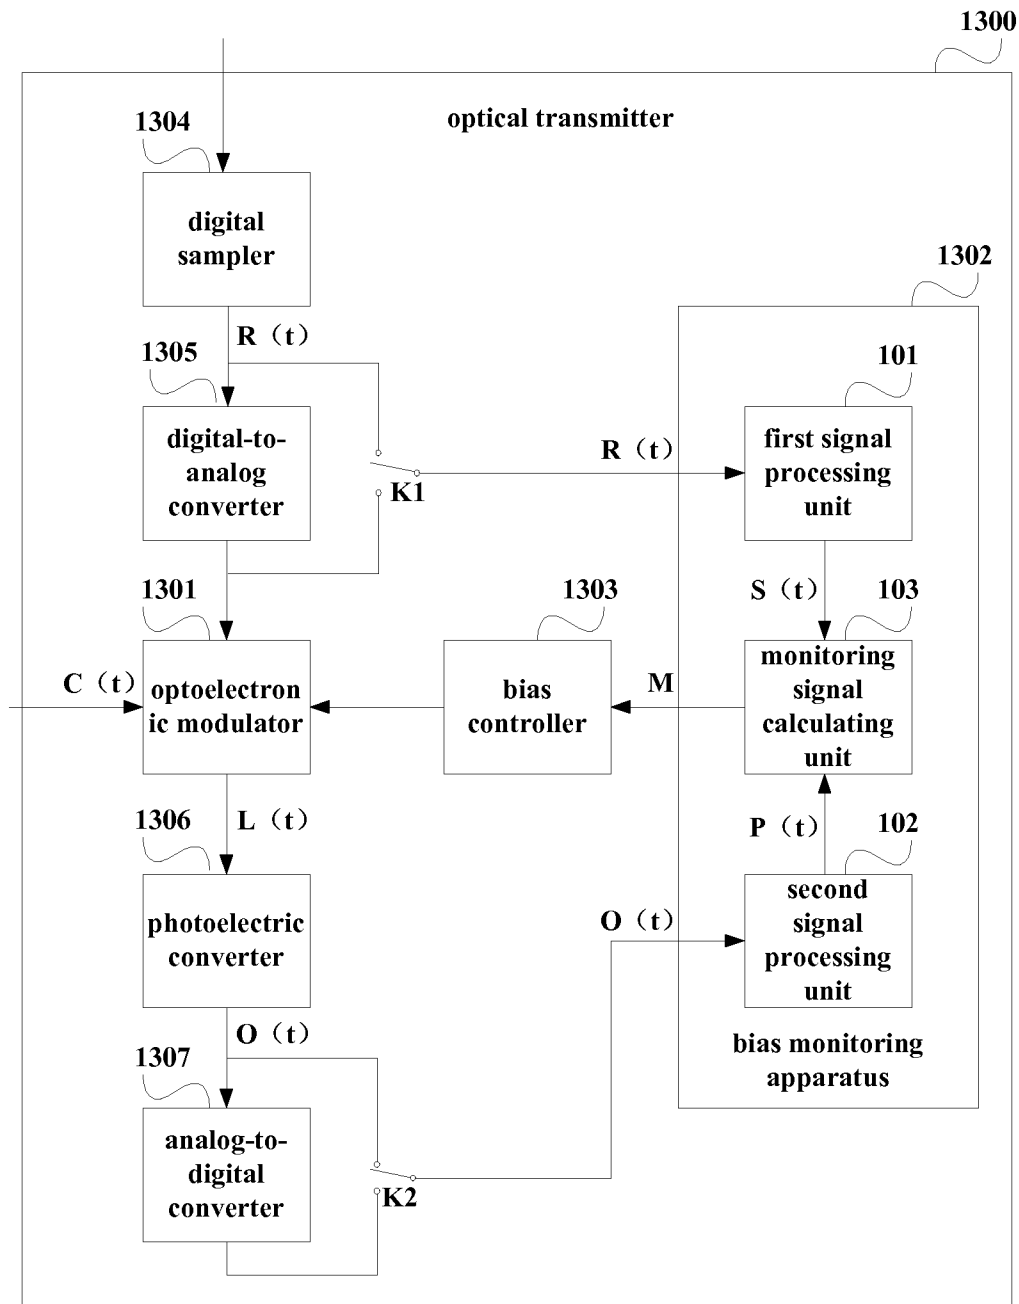 1300
optical transmitter
1304
digital
sampler
1302
R（t）
1305
101
digital-to-
analog
converter
K1
R（t）
first signal
processing
unit
1301
1303
S（t）
103
C（t）
optoelectron
ic modulator
bias
controller
M
monitoring
signal
calculating
unit
1306
L（t）
P（t）
102
photoelectric
converter
O（t）
second
signal
processing
unit
O（t）
bias monitoring
apparatus
1307
analog-to-
digital
converter
K2